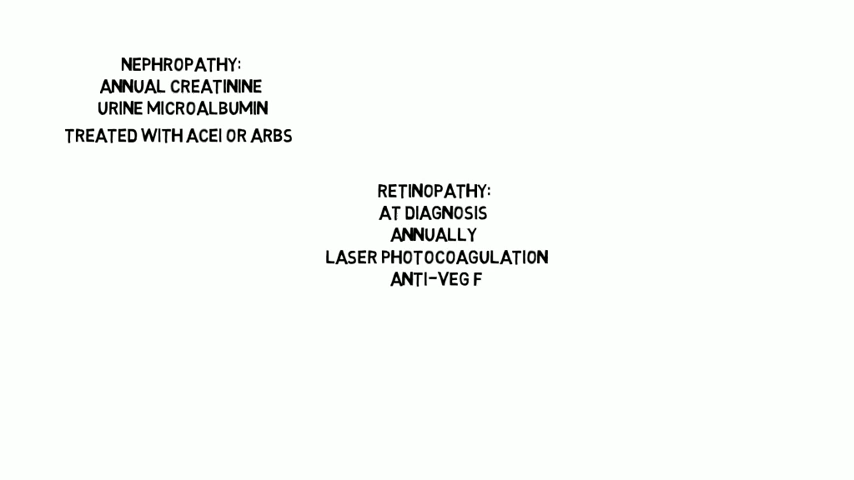 NEPHROPATHY:
ANNUAL CREATININE
URINE MICROALBUMIN
TREATED WITH ACEI OR ARBS
RETINOPATHY:
AT DIAGNOSIS
ANNUALLY
LASER PHOTOCOAGULATION
ANTI-VEG F